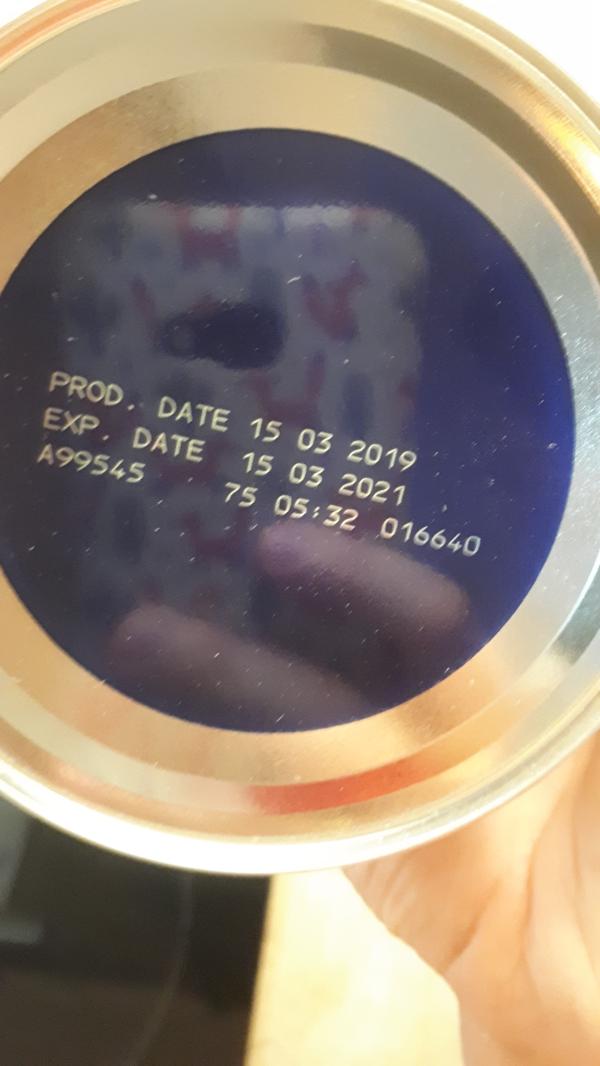 PROD. DATE 15 03 2019
EXP. DATE 15 03 2021
A99545 75 05:32 016640